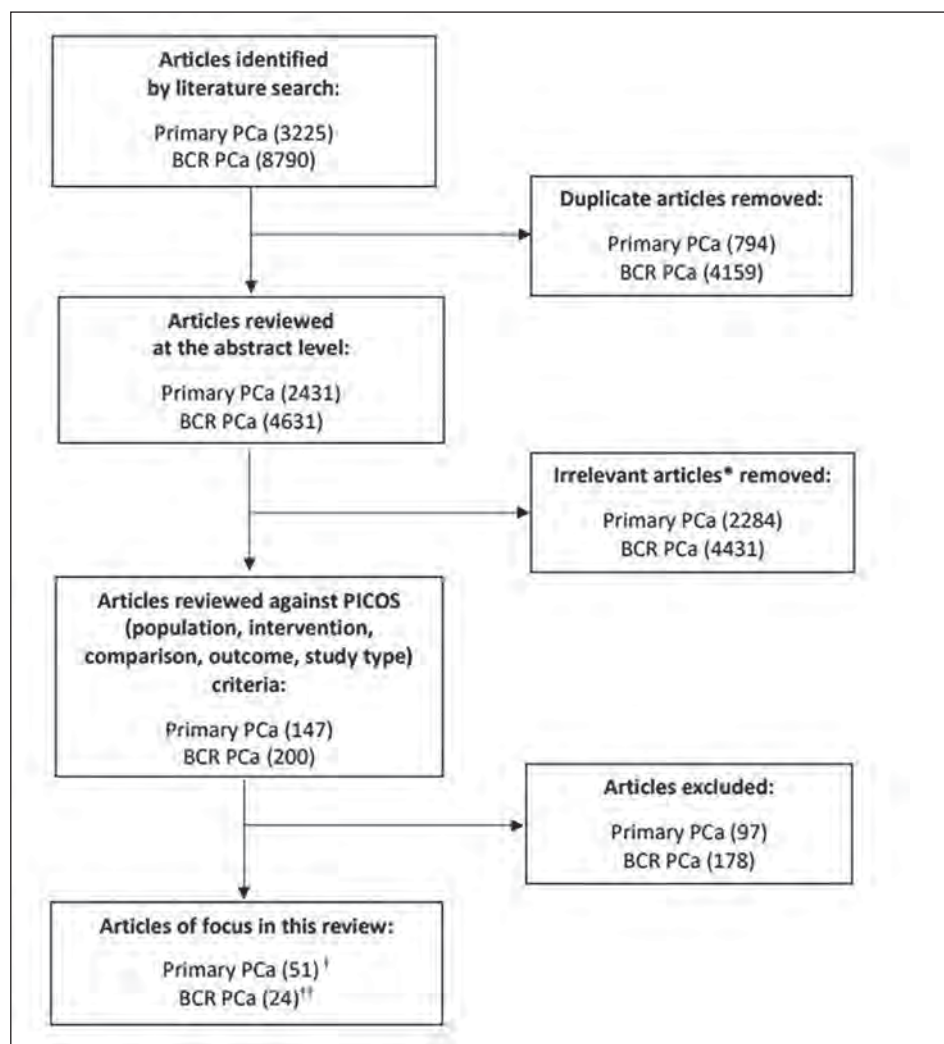 Articles identified
by literature search:
Primary PCa (3225)
BCR PCa (8790)
Duplicate articles removed:
Primary PCa (794)
BCR PCa (4159)
Articles reviewed
at the abstract level:
Primary PCa (2431)
BCR PCa (4631)
Irrelevant articles* removed:
Primary PCa (2284)
BCR PCa (4431)
Articles reviewed against PICOS
(population, intervention,
comparison, outcome, study type)
criteria:
Primary PCa (147)
BCR PCa (200)
Articles excluded:
Primary PCa (97)
BCR PCa (178)
Articles of focus in this review:
Primary PCa (51) †
BCR PCa (24)††